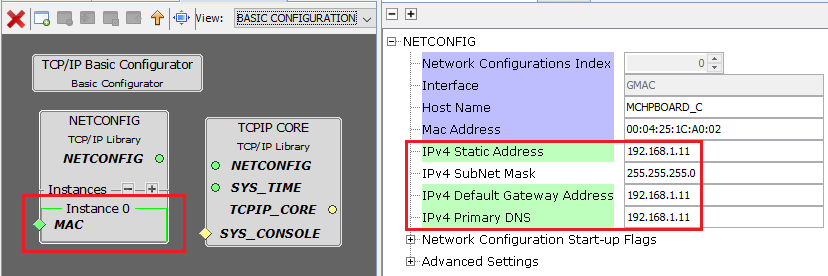 View: BASIC CONFIGURATION
TCP/IP Basic Configurator
Basic Configurator
NETCONFIG
TCP/IP Library
NETCONFIG
Instances
Instance 0
MAC
TCPIP CORE
TCP/IP Library
NETCONFIG
SYS_TIME
TCPIP_CORE
SYS_CONSOLE
NETCONFIG
Network Configurations Index 0
Interface GMAC
Host Name MCHPBOARD_C
Mac Address 00:04:25:1C:A0:02
IPv4 Static Address 192.168.1.11
IPv4 SubNet Mask 255.255.255.0
IPv4 Default Gateway Address 192.168.1.11
IPv4 Primary DNS 192.168.1.11
Network Configuration Start-up Flags
Advanced Settings